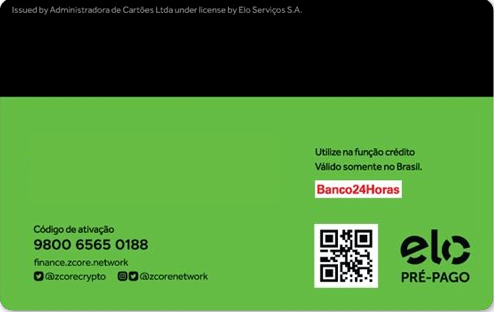 Issued by Administradora de Cartões Ltda under license by Elo Serviços S.A.
Utilize na função crédito
Válido somente no Brasil.
Banco24Horas
Código de ativação
9800 6565 0188
finance.zcore.network
@zcorecrypto @zcorenetwork
elo
PRÉ-PAGO